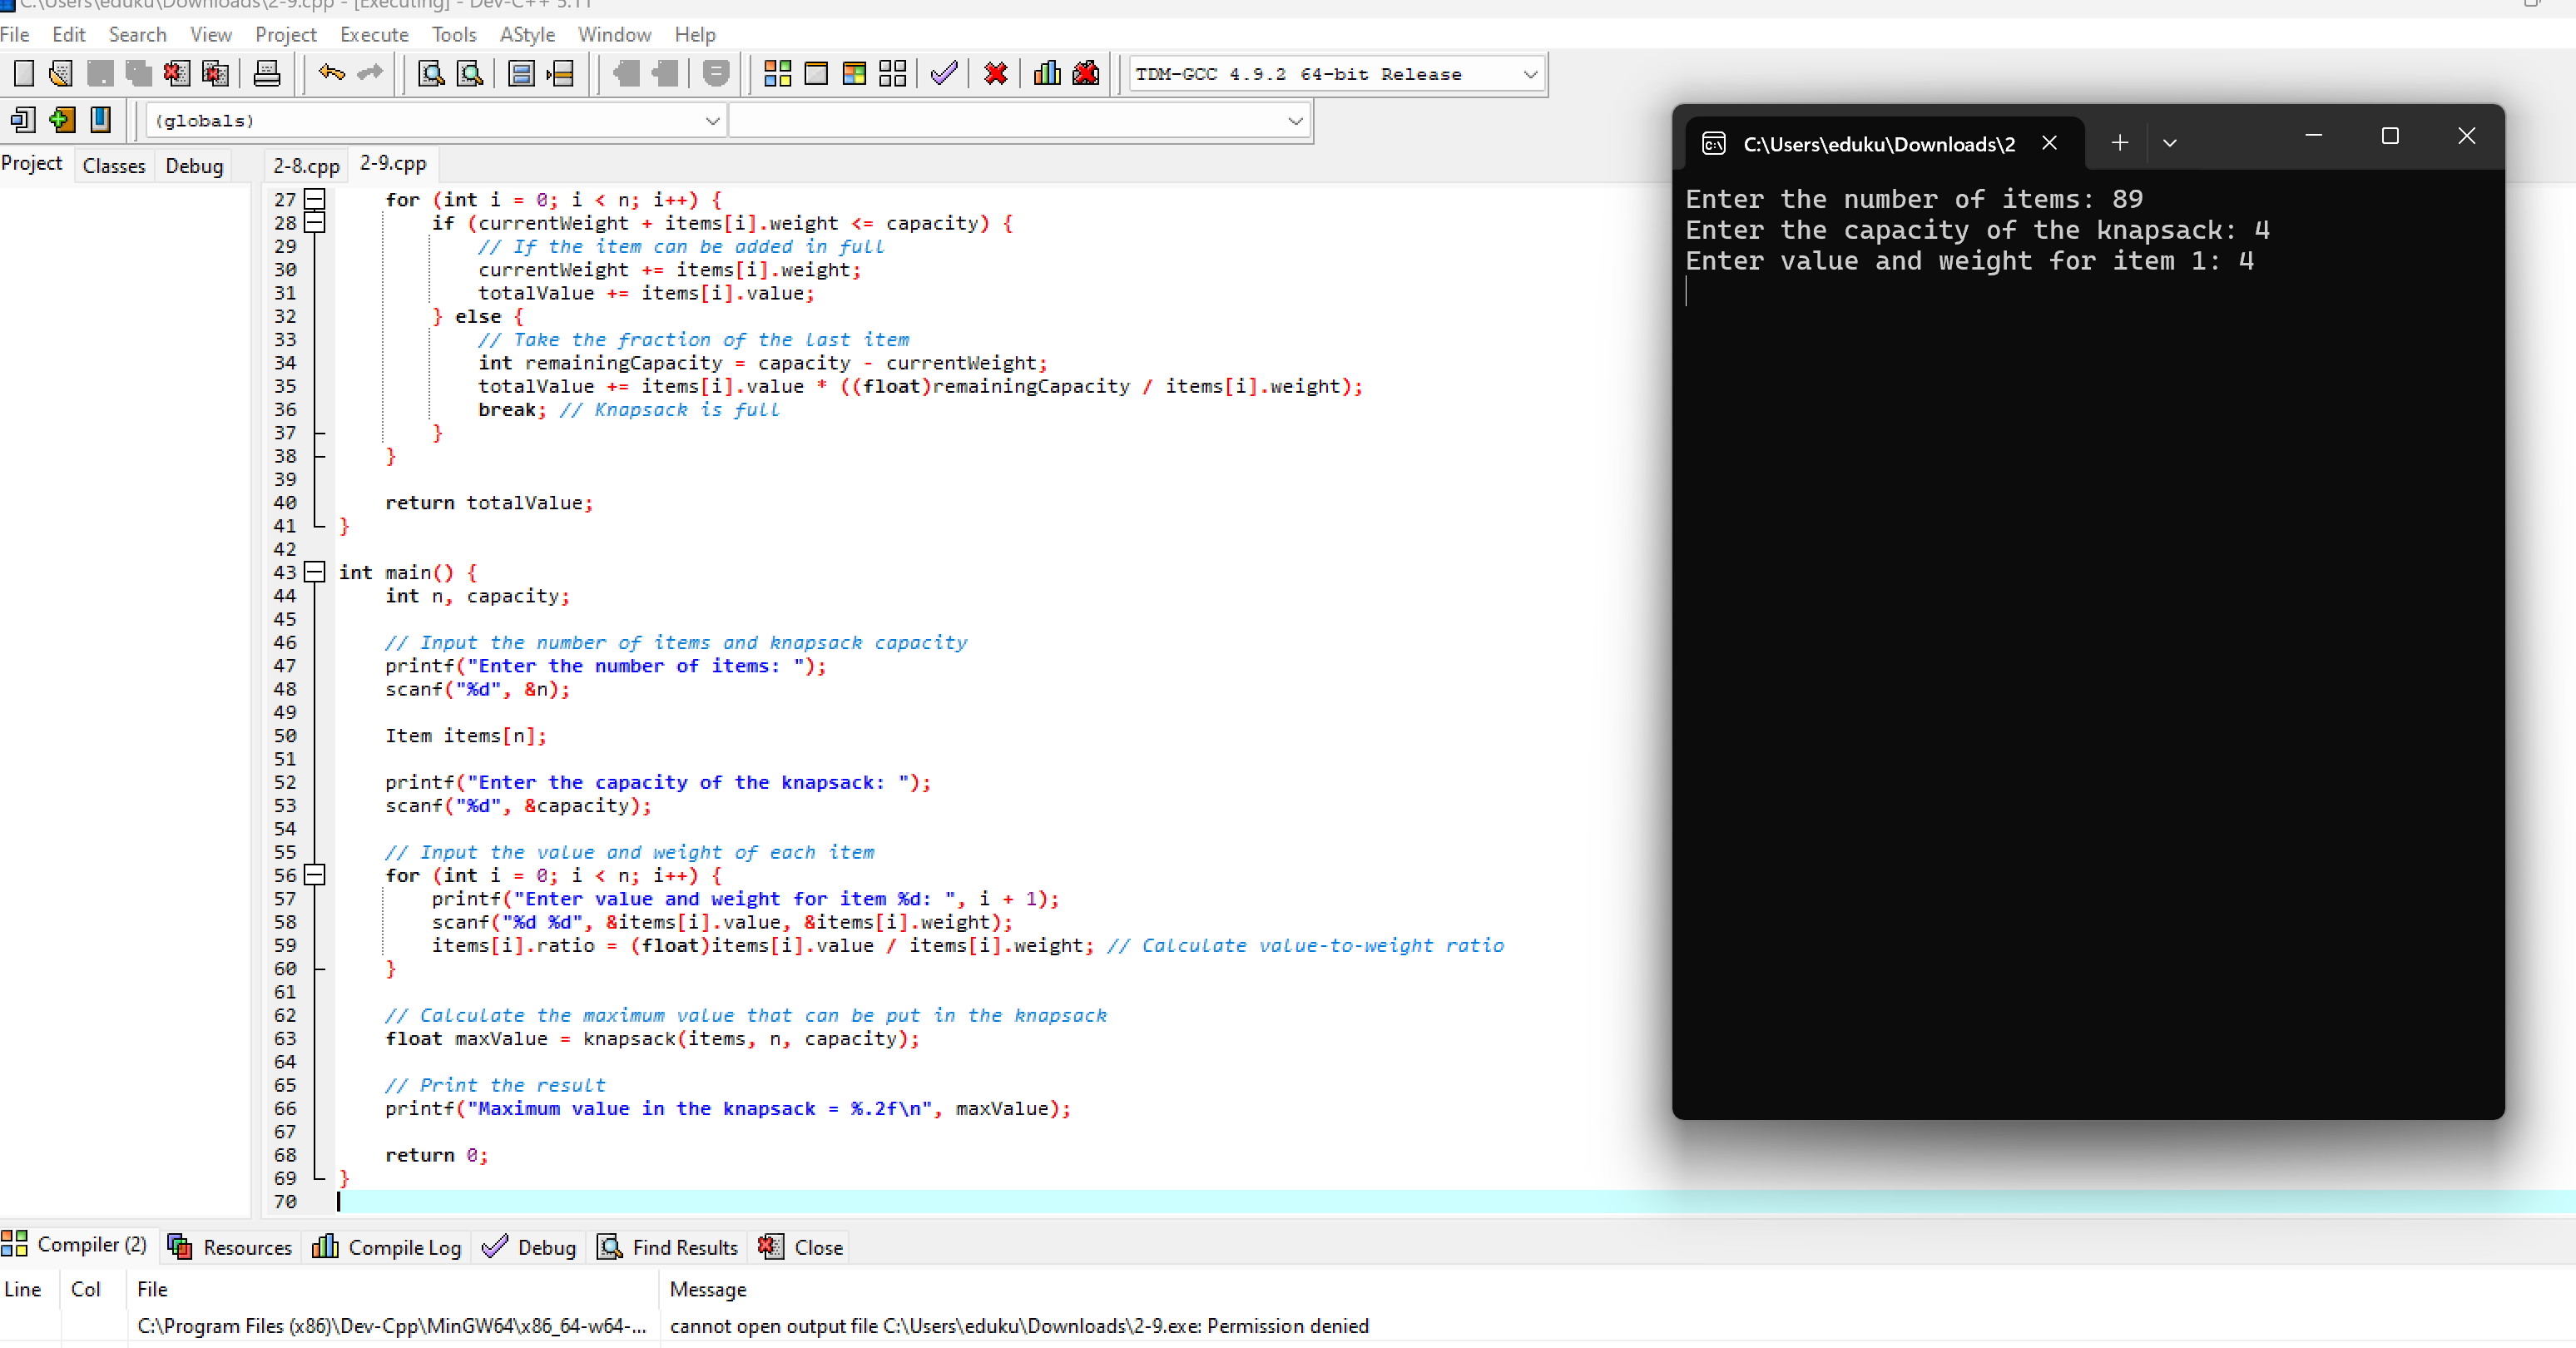 C:\Users\eduku\Downloads\2-9.cpp - [Executing] - Dev-C++ 5.11
File Edit Search View Project Execute Tools AStyle Window Help
TDM-GCC 4.9.2 64-bit Release
(globals)
Project Classes Debug 2-8.cpp 2-9.cpp
27 for (int i = 0; i < n; i++) {
28 if (currentWeight + items[i].weight <= capacity) {
29 // If the item can be added in full
30 currentWeight += items[i].weight;
31 totalValue += items[i].value;
32 } else {
33 // Take the fraction of the last item
34 int remainingCapacity = capacity - currentWeight;
35 totalValue += items[i].value * ((float)remainingCapacity / items[i].weight);
36 break; // Knapsack is full
37 }
38 }
39
40 return totalValue;
41 }
42
43 int main() {
44 int n, capacity;
45
46 // Input the number of items and knapsack capacity
47 printf("Enter the number of items: ");
48 scanf("%d", &n);
49
50 Item items[n];
51
52 printf("Enter the capacity of the knapsack: ");
53 scanf("%d", &capacity);
54
55 // Input the value and weight of each item
56 for (int i = 0; i < n; i++) {
57 printf("Enter value and weight for item %d: ", i + 1);
58 scanf("%d %d", &items[i].value, &items[i].weight);
59 items[i].ratio = (float)items[i].value / items[i].weight; // Calculate value-to-weight ratio
60 }
61
62 // Calculate the maximum value that can be put in the knapsack
63 float maxValue = knapsack(items, n, capacity);
64
65 // Print the result
66 printf("Maximum value in the knapsack = %.2f\n", maxValue);
67
68 return 0;
69 }
70
C:\Users\eduku\Downloads\2
Enter the number of items: 89
Enter the capacity of the knapsack: 4
Enter value and weight for item 1: 4
Compiler (2) Resources Compile Log Debug Find Results Close
Line Col File Message
C:\Program Files (x86)\Dev-Cpp\MinGW64\x86_64-w64-... cannot open output file C:\Users\eduku\Downloads\2-9.exe: Permission denied